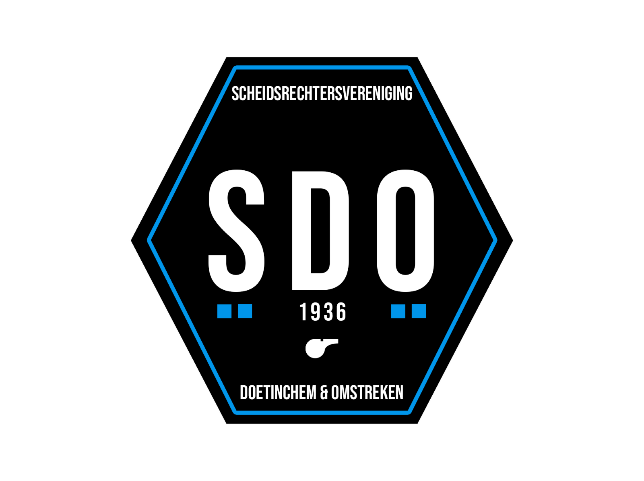 SCHEIDSRECHTERSVERENIGING
SDO
1936
DOETINCHEM & OMSTREKEN